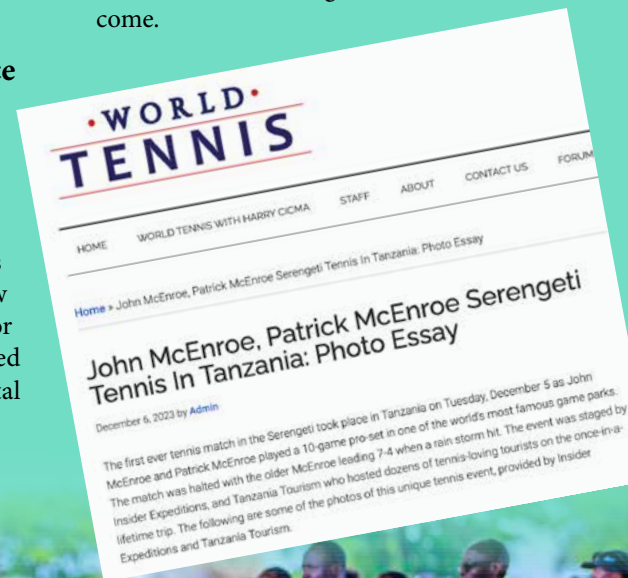 come.
·WORLD·
TENNIS
HOME WORLD TENNIS WITH HARRY CICMA STAFF ABOUT CONTACT US FORUM
Home » John McEnroe, Patrick McEnroe Serengeti Tennis In Tanzania: Photo Essay
John McEnroe, Patrick McEnroe Serengeti
Tennis In Tanzania: Photo Essay
December 6, 2023 by Admin
The first ever tennis match in the Serengeti took place in Tanzania on Tuesday, December 5 as John
McEnroe and Patrick McEnroe played a 10-game pro-set in one of the world's most famous game parks.
The match was halted with the older McEnroe leading 7-4 when a rain storm hit. The event was staged by
Insider Expeditions, and Tanzania Tourism who hosted dozens of tennis-loving tourists on the once-in-a-
lifetime trip. The following are some of the photos of this unique tennis event, provided by Insider
Expeditions and Tanzania Tourism.